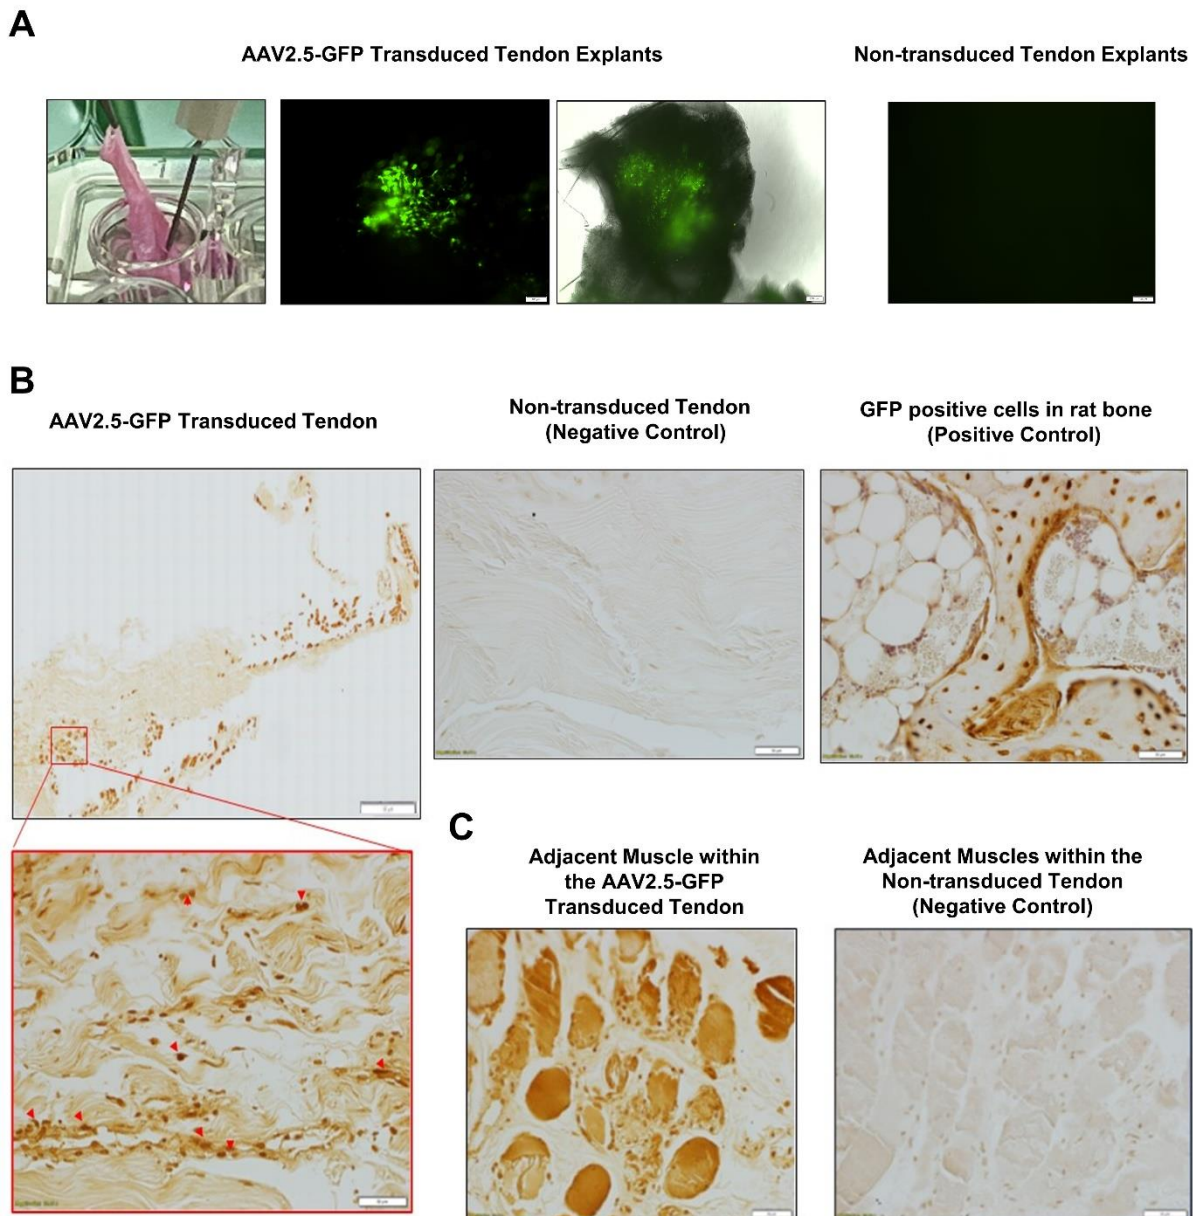 A
AAV2.5-GFP Transduced Tendon Explants
Non-transduced Tendon Explants
B
AAV2.5-GFP Transduced Tendon
Non-transduced Tendon
(Negative Control)
GFP positive cells in rat bone
(Positive Control)
C
Adjacent Muscle within
the AAV2.5-GFP
Transduced Tendon
Adjacent Muscles within the
Non-transduced Tendon
(Negative Control)